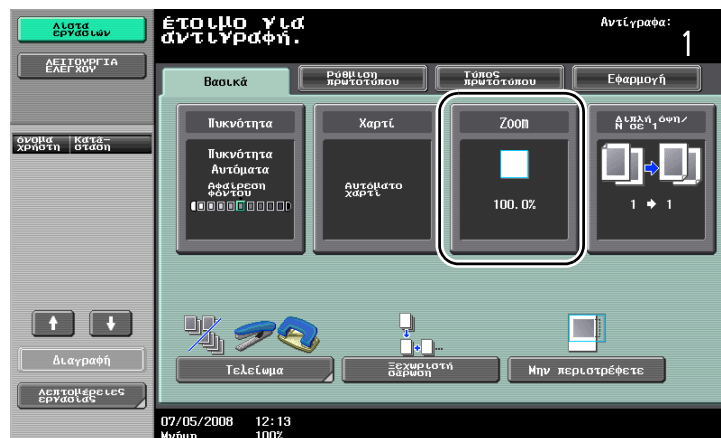 Λίστα
εργασιών
έτοιμο για
αντιγραφή.
Αντίγραφα:
1
ΛΕΙΤΟΥΡΓΙΑ
ΕΛΕΓΧΟΥ
Βασικά
Ρύθμιση
πρωτοτύπου
Τύπος
πρωτοτύπου
Εφαρμογή
όνομα
χρήστη
Κατά-
σταση
Πυκνότητα
Χαρτί
Zoom
Διπλή όψη/
N σε 1
Πυκνότητα
Αυτόματα
Αφαίρεση
φόντου
Αυτόματο
χαρτί
100.0%
1 → 1
Διαγραφή
Τελείωμα
Ξεχωριστή
σάρωση
Μην περιστρέφετε
Λεπτομέρειες
εργασίας
07/05/2008 12:13
Μνήμη 100%